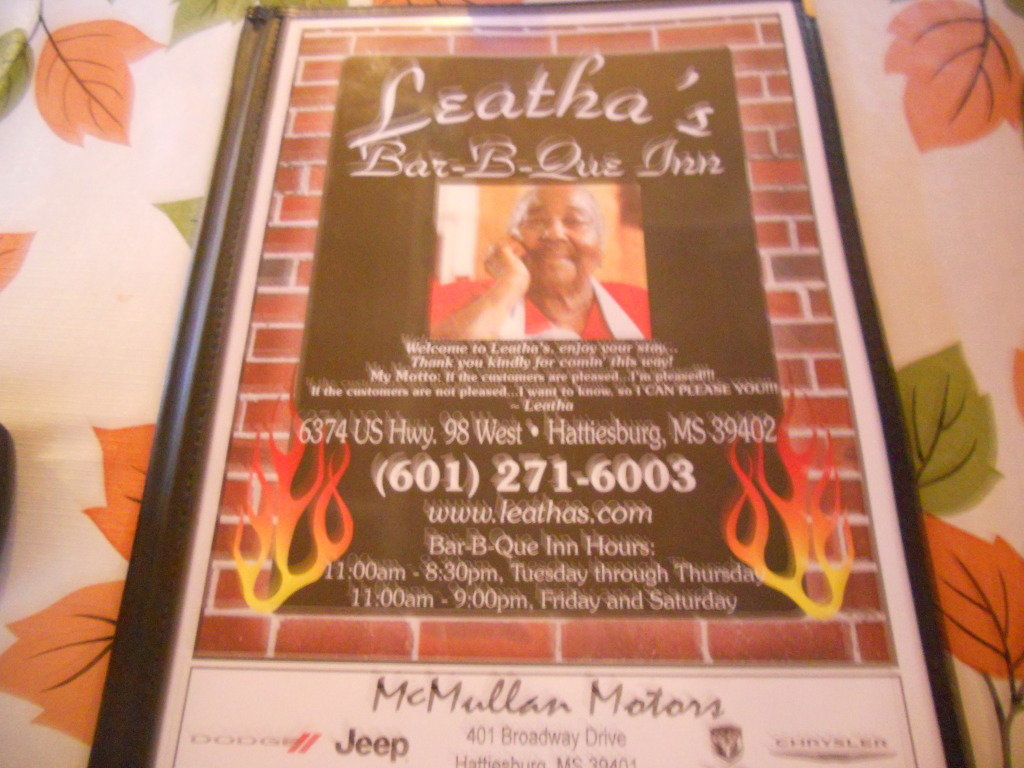 Leatha's
Bar-B-Que Inn
Welcome to Leatha's, enjoy your stay...
Thank you kindly for comin' this way!
My Motto: If the customers are pleased...I'm pleased!!!
If the customers are not pleased...I want to know, so I CAN PLEASE YOU!!!
~ Leatha
6374 US Hwy. 98 West • Hattiesburg, MS 39402
(601) 271-6003
www.leathas.com
Bar-B-Que Inn Hours:
11:00am - 8:30pm, Tuesday through Thursday
11:00am - 9:00pm, Friday and Saturday
McMullan Motors
DODGE Jeep 401 Broadway Drive RAM CHRYSLER
Hattiesburg, MS 39401